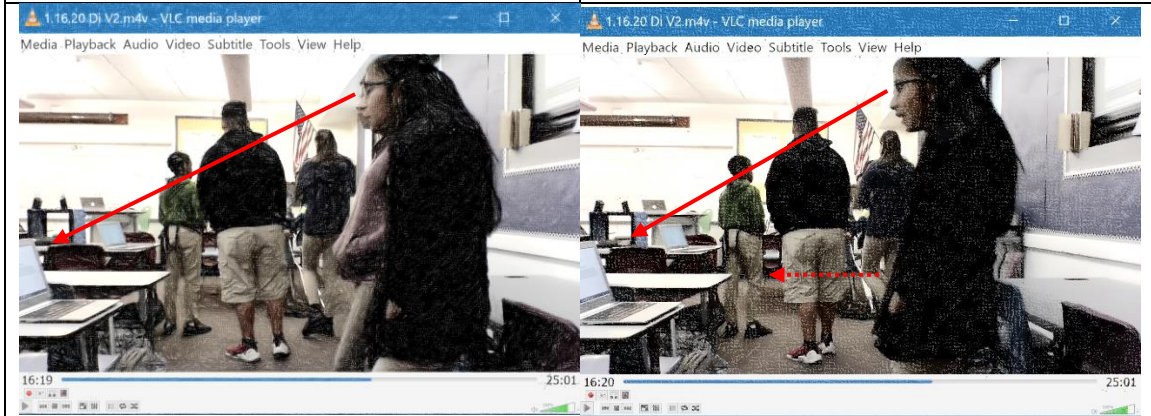 1.16.20 Di V2.m4v - VLC media player
Media Playback Audio Video Subtitle Tools View Help
16:19
25:01
1.16.20 Di V2.m4v - VLC media player
Media Playback Audio Video Subtitle Tools View Help
16:20
25:01